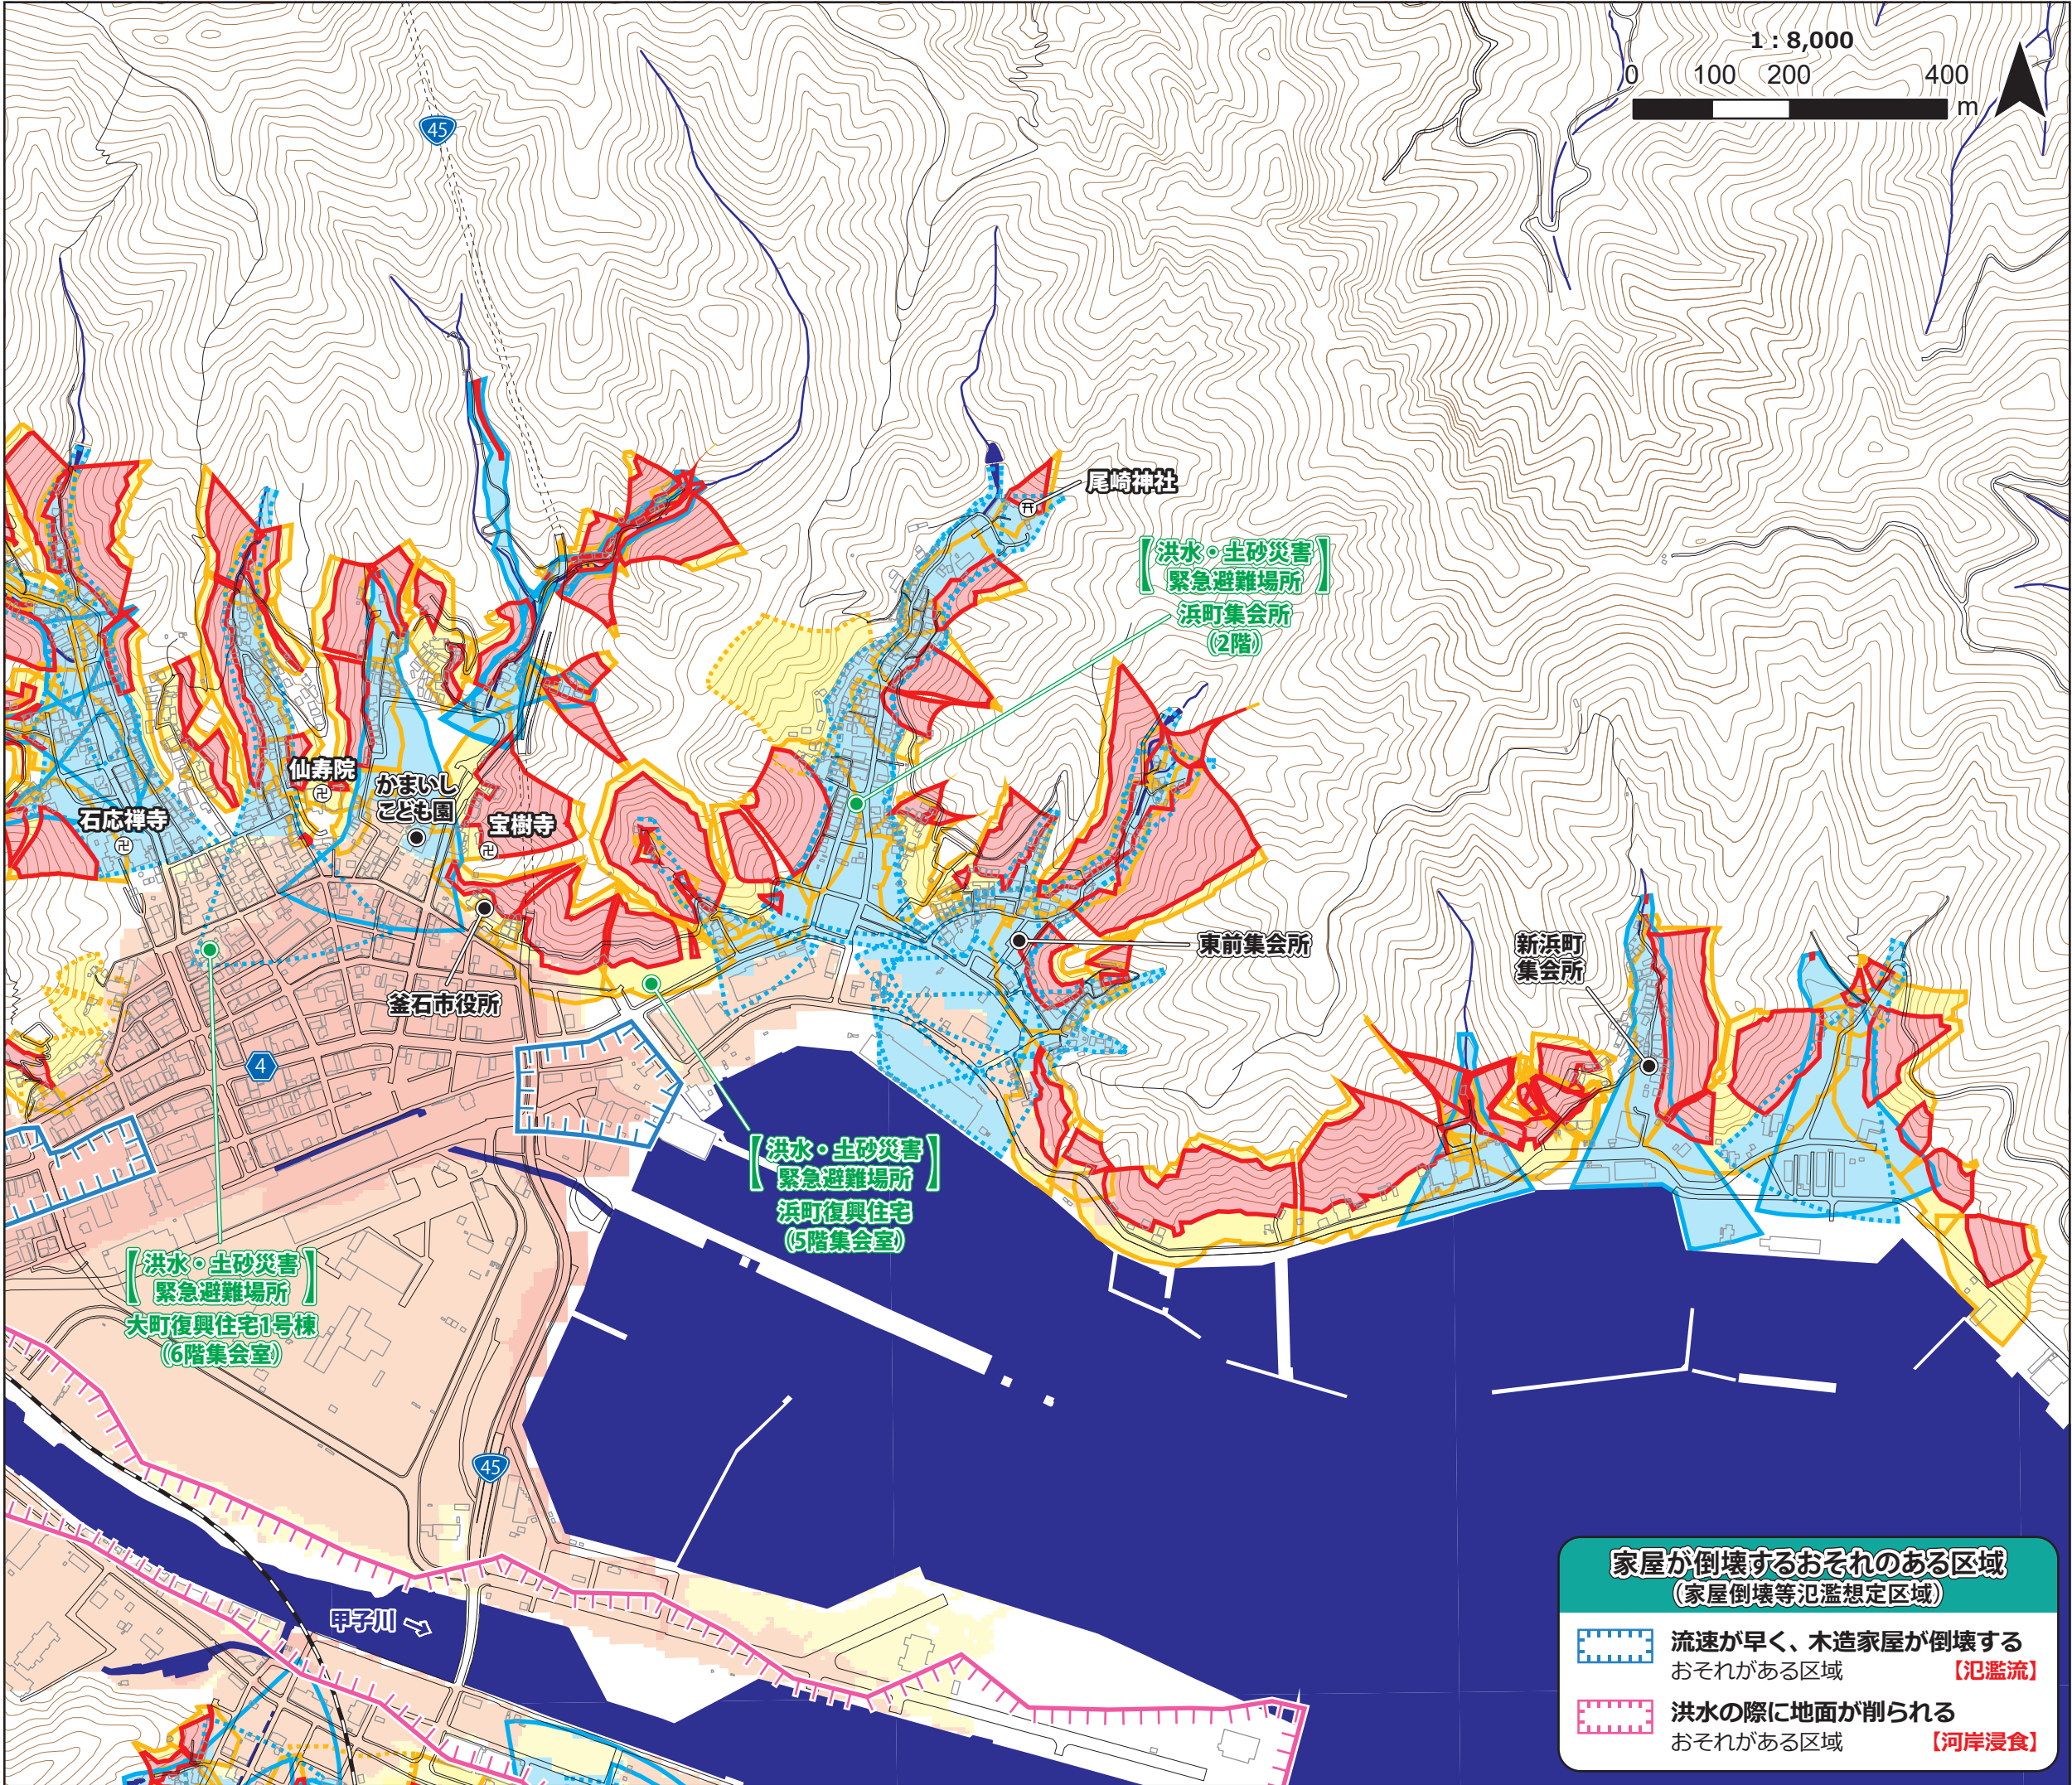 1：8,000
0 100 200 400 m
45
尾崎神社
【洪水・土砂災害
緊急避難場所】
浜町集会所
（2階）
仙寿院
かまいし
こども園
石応禅寺
宝樹寺
東前集会所
新浜町
集会所
釜石市役所
4
【洪水・土砂災害
緊急避難場所】
浜町復興住宅
（5階集会室）
【洪水・土砂災害
緊急避難場所】
大町復興住宅1号棟
（6階集会室）
45
甲子川
家屋が倒壊するおそれのある区域
（家屋倒壊等氾濫想定区域）
流速が早く、木造家屋が倒壊する
おそれがある区域 【氾濫流】
洪水の際に地面が削られる
おそれがある区域 【河岸浸食】